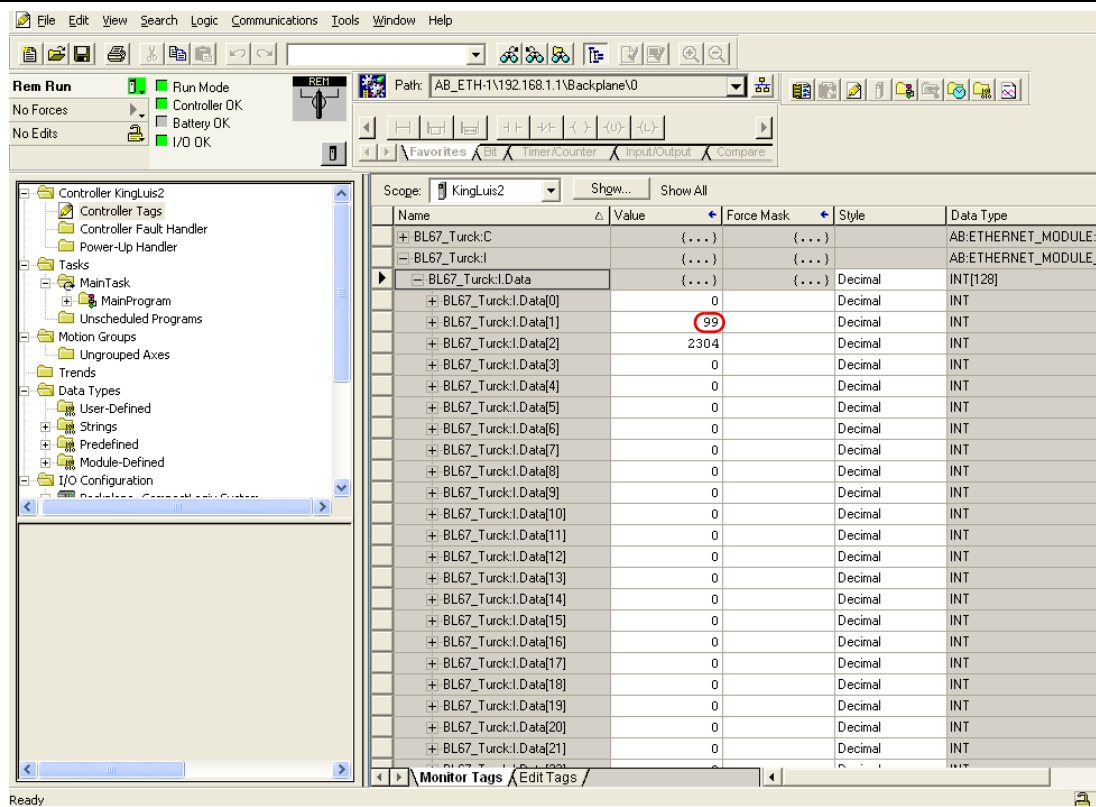 File Edit View Search Logic Communications Tools Window Help
Rem Run
No Forces
No Edits
Run Mode
Controller OK
Battery OK
I/O OK
REM
Path: AB_ETH-1\192.168.1.1\Backplane\0
Favorites Bit Timer/Counter Input/Output Compare
Controller KingLuis2
Controller Tags
Controller Fault Handler
Power-Up Handler
Tasks
MainTask
MainProgram
Unscheduled Programs
Motion Groups
Ungrouped Axes
Trends
Data Types
User-Defined
Strings
Predefined
Module-Defined
I/O Configuration
Scope: KingLuis2 Show... Show All
Name Value Force Mask Style Data Type
BL67_Turck:C {...} {...} AB:ETHERNET_MODULE:
BL67_Turck:I {...} {...} AB:ETHERNET_MODULE_
BL67_Turck:I.Data {...} {...} Decimal INT[128]
BL67_Turck:I.Data[0] 0 Decimal INT
BL67_Turck:I.Data[1] 99 Decimal INT
BL67_Turck:I.Data[2] 2304 Decimal INT
BL67_Turck:I.Data[3] 0 Decimal INT
BL67_Turck:I.Data[4] 0 Decimal INT
BL67_Turck:I.Data[5] 0 Decimal INT
BL67_Turck:I.Data[6] 0 Decimal INT
BL67_Turck:I.Data[7] 0 Decimal INT
BL67_Turck:I.Data[8] 0 Decimal INT
BL67_Turck:I.Data[9] 0 Decimal INT
BL67_Turck:I.Data[10] 0 Decimal INT
BL67_Turck:I.Data[11] 0 Decimal INT
BL67_Turck:I.Data[12] 0 Decimal INT
BL67_Turck:I.Data[13] 0 Decimal INT
BL67_Turck:I.Data[14] 0 Decimal INT
BL67_Turck:I.Data[15] 0 Decimal INT
BL67_Turck:I.Data[16] 0 Decimal INT
BL67_Turck:I.Data[17] 0 Decimal INT
BL67_Turck:I.Data[18] 0 Decimal INT
BL67_Turck:I.Data[19] 0 Decimal INT
BL67_Turck:I.Data[20] 0 Decimal INT
BL67_Turck:I.Data[21] 0 Decimal INT
Monitor Tags Edit Tags
Ready